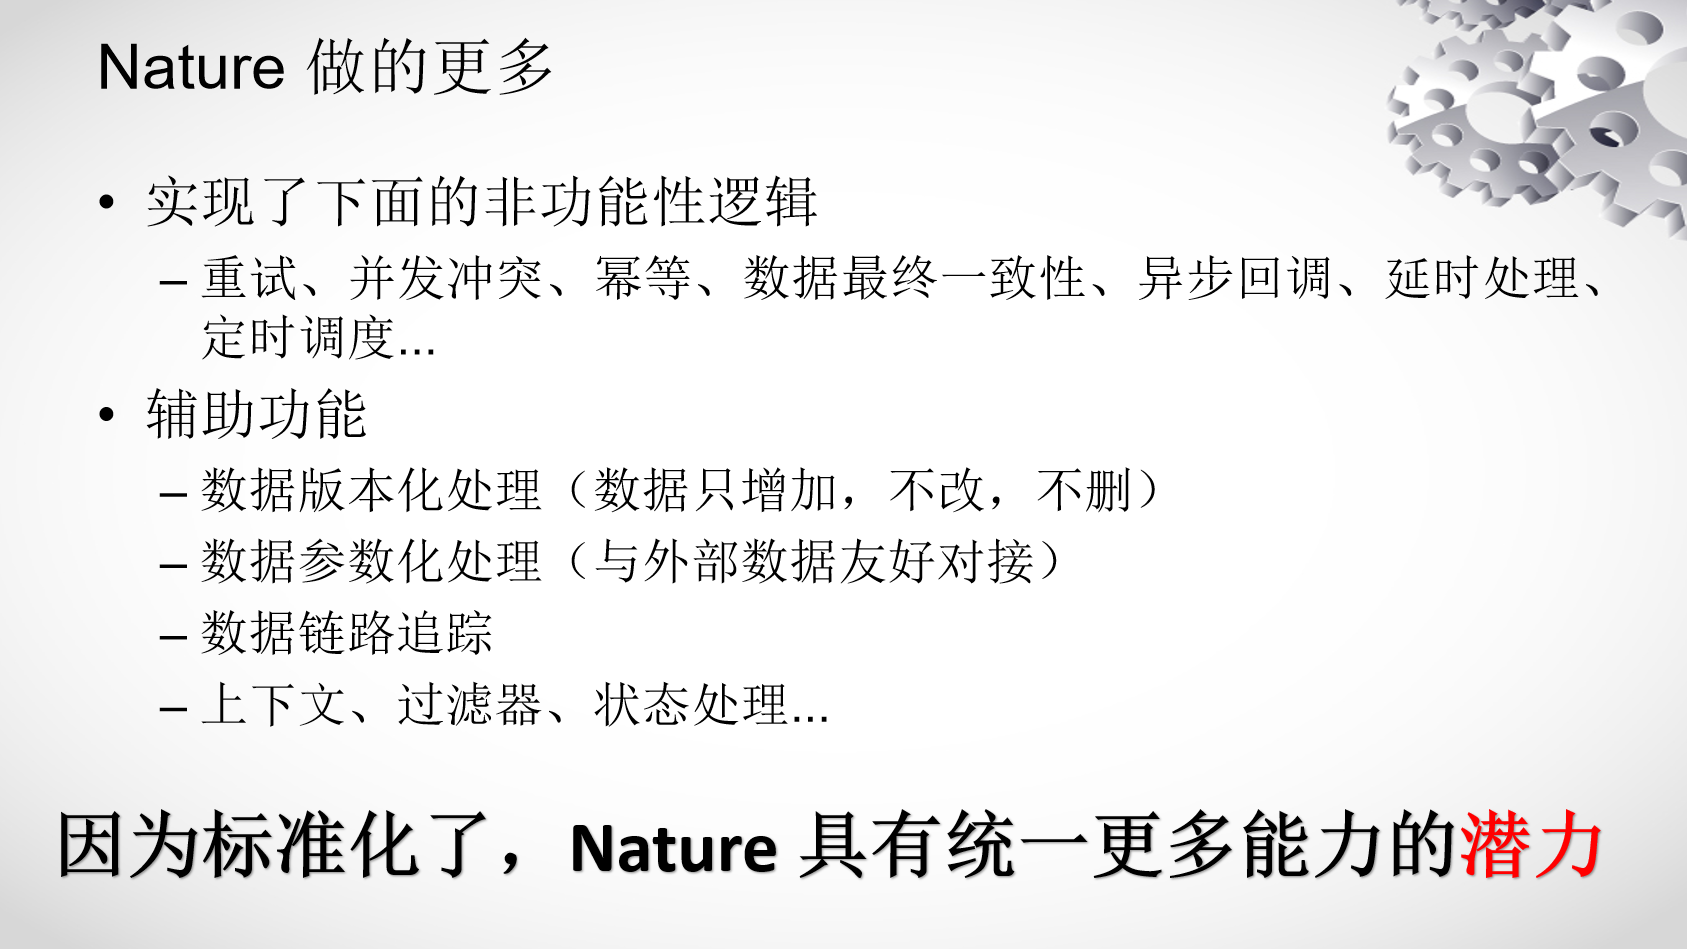 Nature 做的更多
• 实现了下面的非功能性逻辑
– 重试、并发冲突、幂等、数据最终一致性、异步回调、延时处理、
定时调度...
• 辅助功能
– 数据版本化处理（数据只增加，不改，不删）
– 数据参数化处理（与外部数据友好对接）
– 数据链路追踪
– 上下文、过滤器、状态处理...
因为标准化了，Nature 具有统一更多能力的潜力